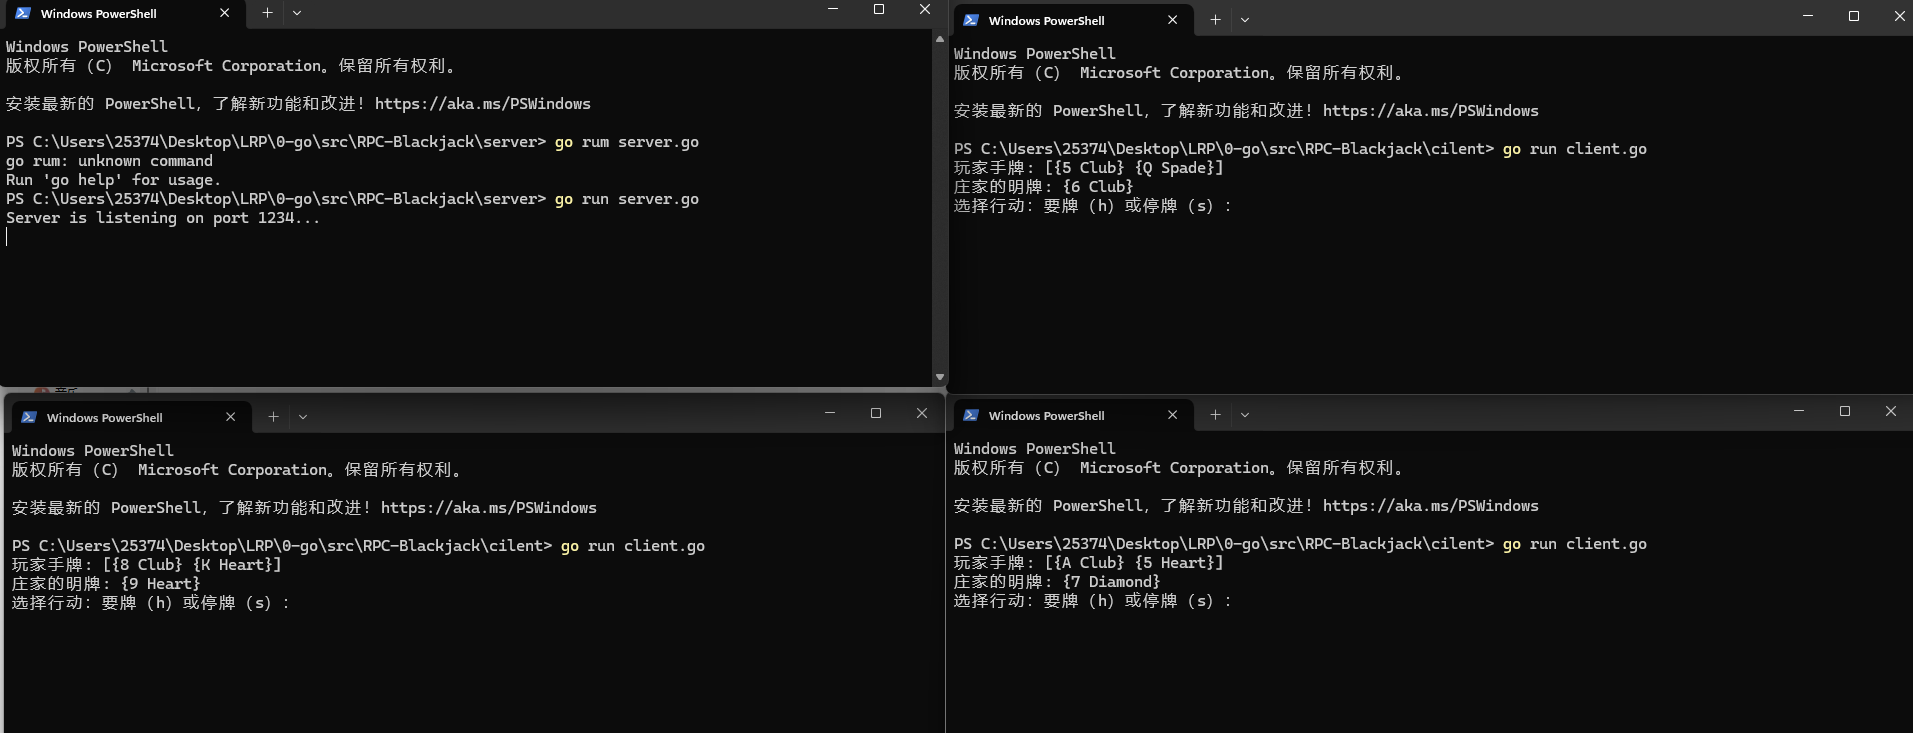 Windows PowerShell
Windows PowerShell
版权所有（C） Microsoft Corporation。保留所有权利。
安装最新的 PowerShell，了解新功能和改进！https://aka.ms/PSWindows
PS C:\Users\25374\Desktop\LRP\0-go\src\RPC-Blackjack\server> go rum server.go
go rum: unknown command
Run 'go help' for usage.
PS C:\Users\25374\Desktop\LRP\0-go\src\RPC-Blackjack\server> go run server.go
Server is listening on port 1234...
Windows PowerShell
Windows PowerShell
版权所有（C） Microsoft Corporation。保留所有权利。
安装最新的 PowerShell，了解新功能和改进！https://aka.ms/PSWindows
PS C:\Users\25374\Desktop\LRP\0-go\src\RPC-Blackjack\cilent> go run client.go
玩家手牌: [{5 Club} {Q Spade}]
庄家的明牌: {6 Club}
选择行动: 要牌（h）或停牌（s）:
Windows PowerShell
Windows PowerShell
版权所有（C） Microsoft Corporation。保留所有权利。
安装最新的 PowerShell，了解新功能和改进！https://aka.ms/PSWindows
PS C:\Users\25374\Desktop\LRP\0-go\src\RPC-Blackjack\cilent> go run client.go
玩家手牌: [{8 Club} {K Heart}]
庄家的明牌: {9 Heart}
选择行动: 要牌（h）或停牌（s）:
Windows PowerShell
Windows PowerShell
版权所有（C） Microsoft Corporation。保留所有权利。
安装最新的 PowerShell，了解新功能和改进！https://aka.ms/PSWindows
PS C:\Users\25374\Desktop\LRP\0-go\src\RPC-Blackjack\cilent> go run client.go
玩家手牌: [{A Club} {5 Heart}]
庄家的明牌: {7 Diamond}
选择行动: 要牌（h）或停牌（s）: